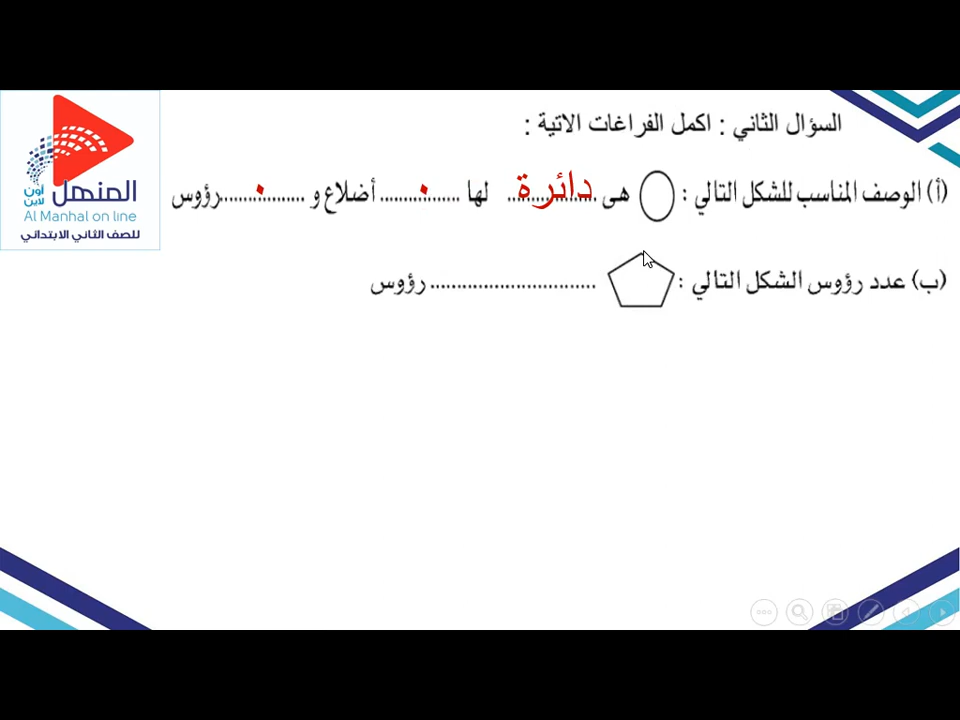 السؤال الثاني : اكمل الفراغات الاتية :
(أ) الوصف المناسب للشكل التالي : هى دائرة لها ٠ أضلاع و ٠ رؤوس
(ب) عدد رؤوس الشكل التالي : .............................. رؤوس
المنهل
أون لاين
Al Manhal on line
للصف الثاني الابتدائي